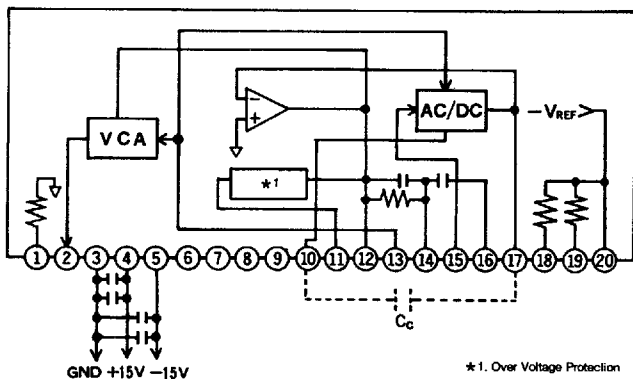 AC/DC
−VREF
VCA
−
+
*1
1 2 3 4 5 6 7 8 9 10 11 12 13 14 15 16 17 18 19 20
CC
GND +15V −15V
*1. Over Voltage Protection